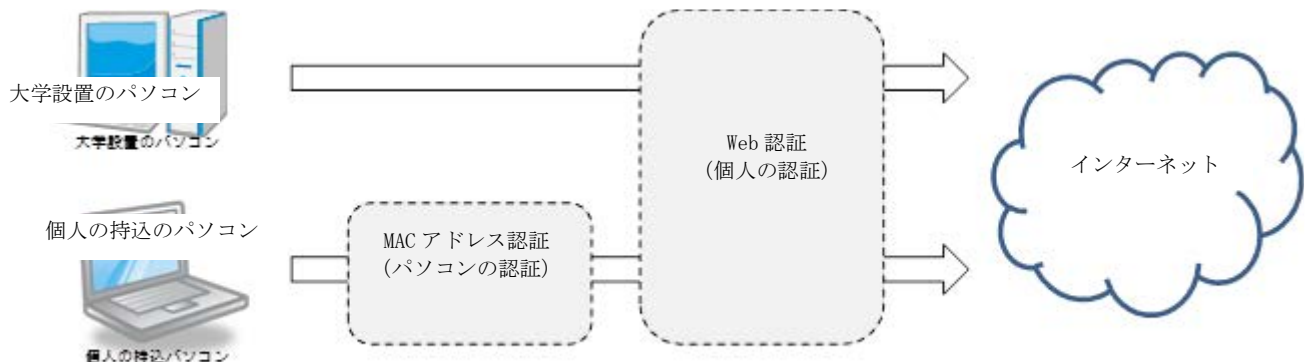 大学設置のパソコン
大学設置のパソコン
Web 認証
(個人の認証)
インターネット
個人の持込のパソコン
MAC アドレス認証
(パソコンの認証)
個人の持込パソコン